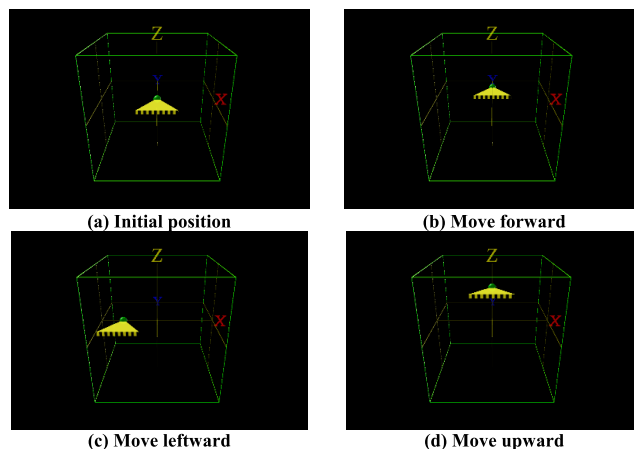 Z
Y
X
(a) Initial position
Z
Y
X
(b) Move forward
Z
Y
X
(c) Move leftward
Z
X
(d) Move upward